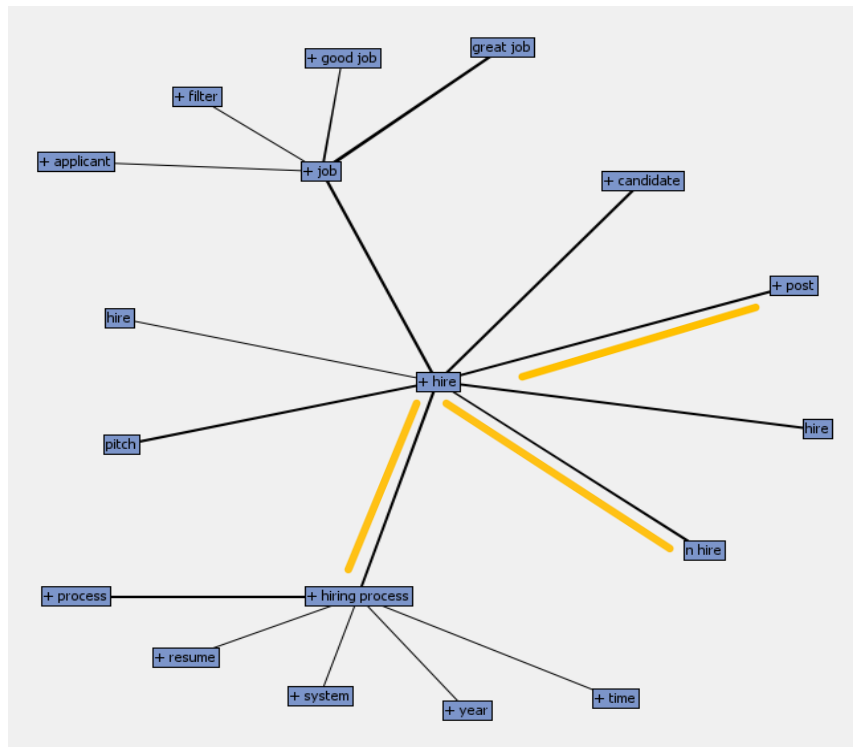 great job
+ good job
+ filter
+ applicant
+ job
+ candidate
+ post
hire
+ hire
hire
pitch
n hire
+ process
+ hiring process
+ resume
+ system
+ year
+ time